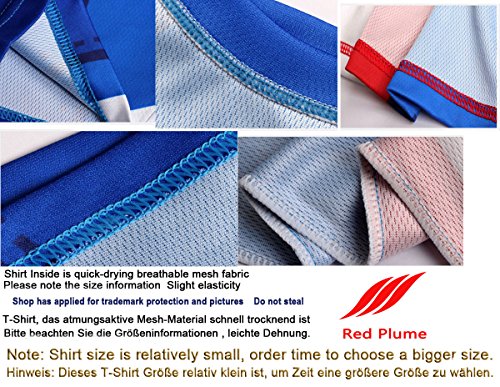 Shirt Inside is quick-drying breathable mesh fabric
Please note the size information  Slight elasticity
Shop has applied for trademark protection and pictures    Do not steal
T-Shirt, das atmungsaktive Mesh-Material schnell trocknend ist
Bitte beachten Sie die Größeninformationen , leichte Dehnung.
Red Plume
Note: Shirt size is relatively small, order time to choose a bigger size.
Hinweis: Dieses T-Shirt Größe relativ klein ist, um Zeit eine größere Größe zu wählen.